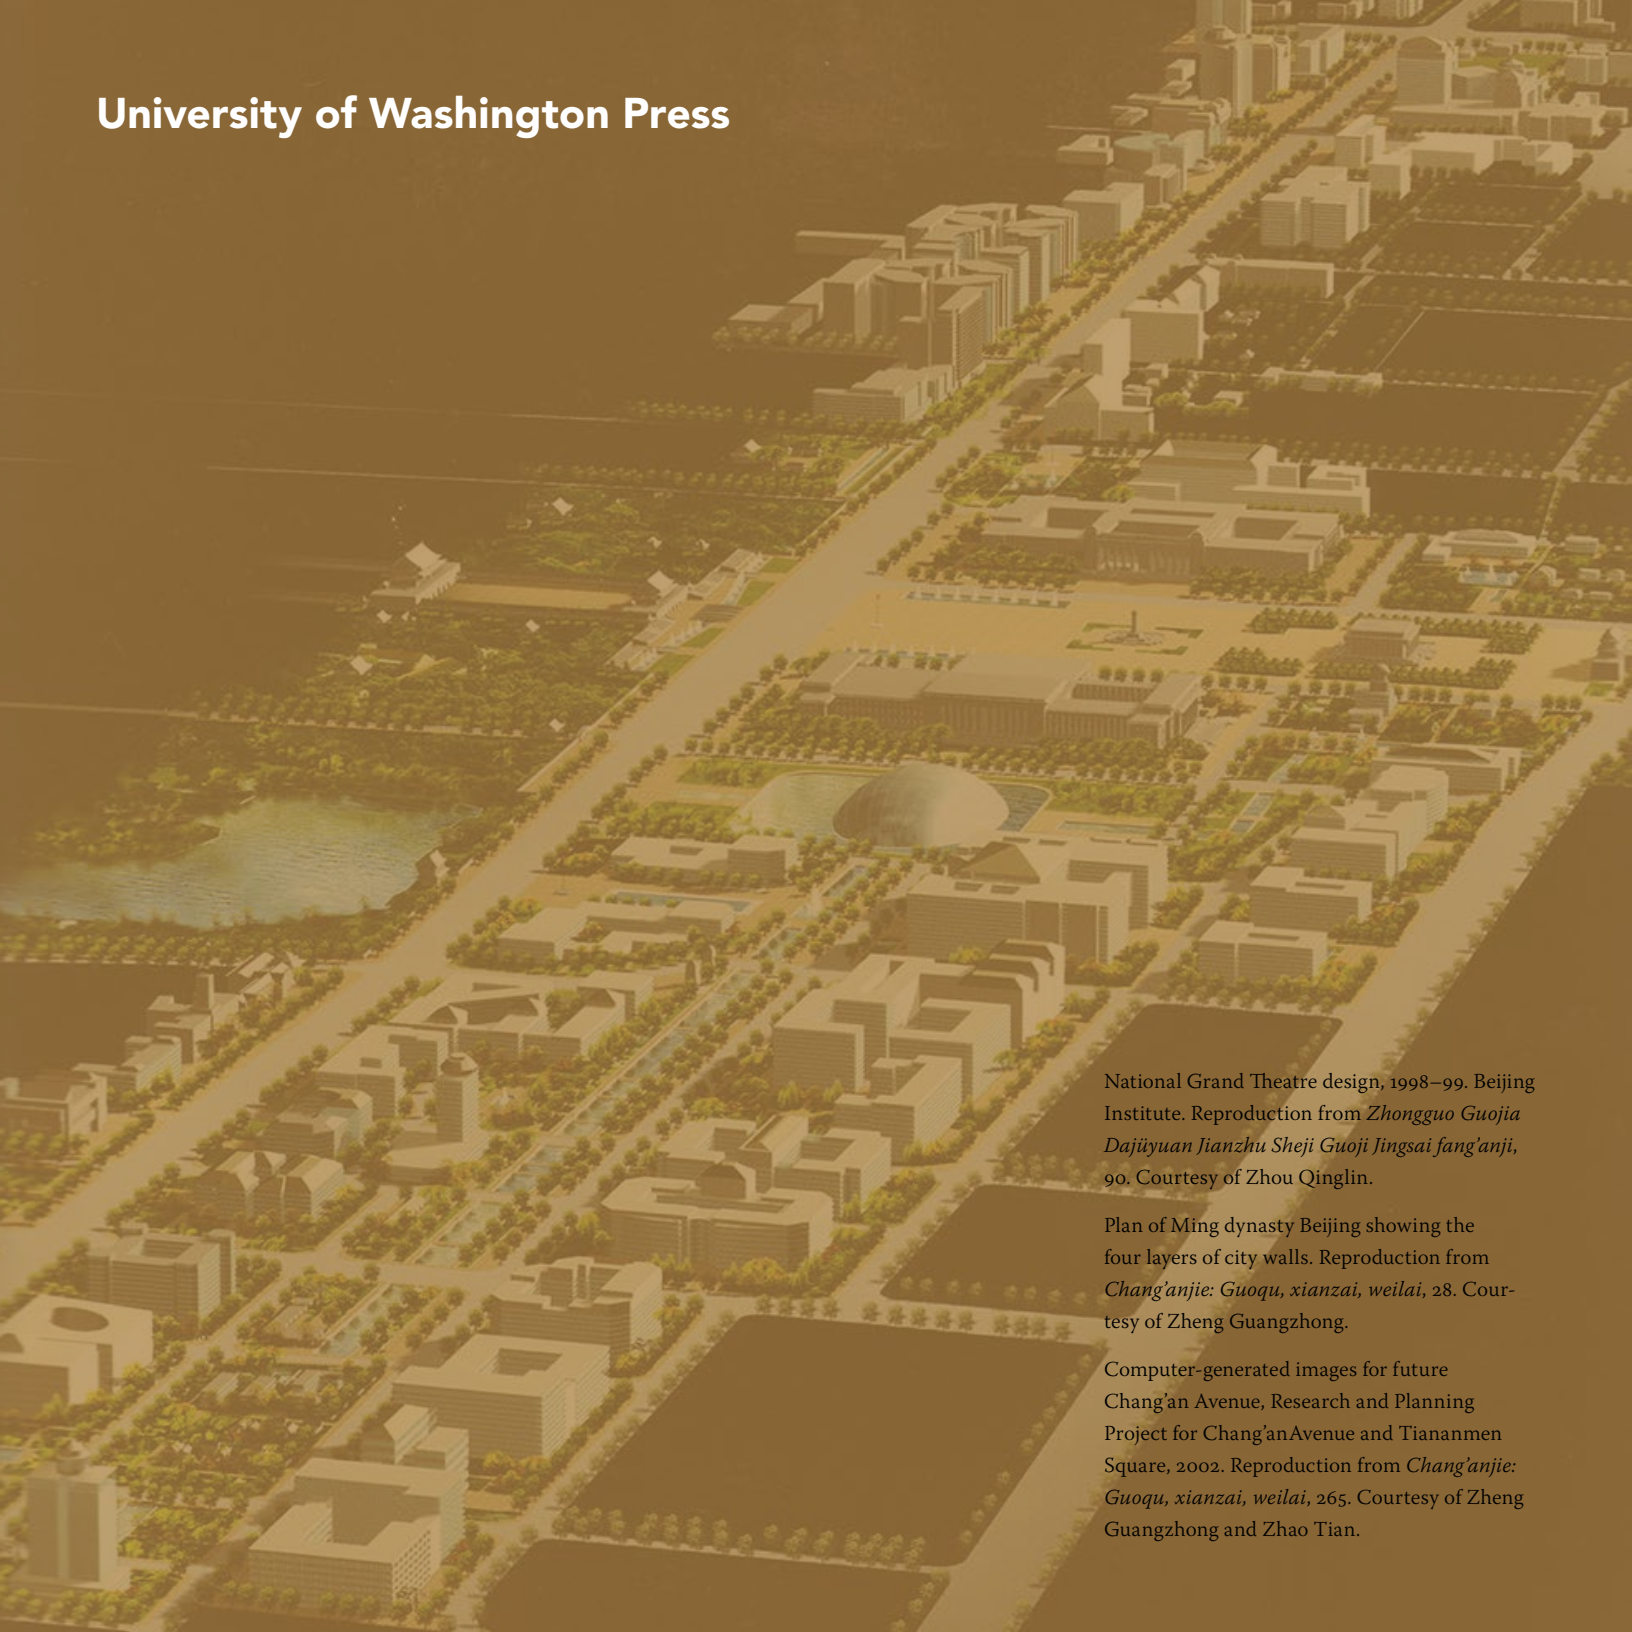 University of Washington Press
National Grand Theatre design, 1998–99. Beijing
Institute. Reproduction from Zhongguo Guojia
Dajüyuan Jianzhu Sheji Guoji Jingsai fang’anji,
90. Courtesy of Zhou Qinglin.
Plan of Ming dynasty Beijing showing the
four layers of city walls. Reproduction from
Chang’anjie: Guoqu, xianzai, weilai, 28. Cour-
tesy of Zheng Guangzhong.
Computer-generated images for future
Chang’an Avenue, Research and Planning
Project for Chang’anAvenue and Tiananmen
Square, 2002. Reproduction from Chang’anjie:
Guoqu, xianzai, weilai, 265. Courtesy of Zheng
Guangzhong and Zhao Tian.